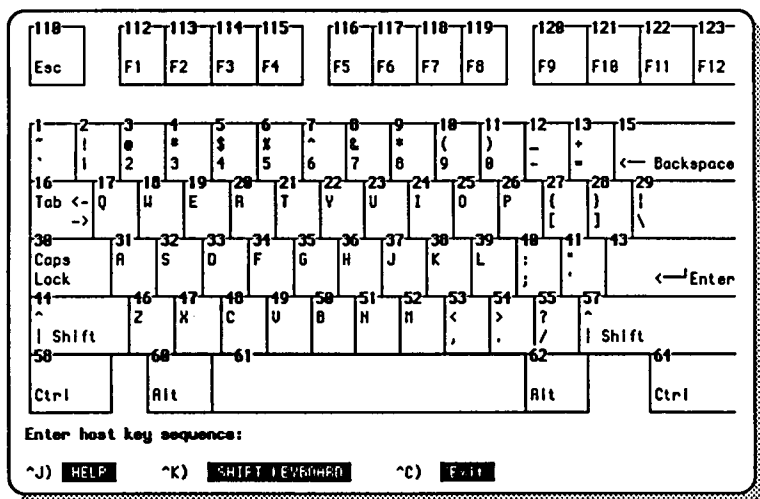 110 112 113 114 115 116 117 118 119 120 121 122 123
Esc F1 F2 F3 F4 F5 F6 F7 F8 F9 F10 F11 F12
1 2 3 4 5 6 7 8 9 10 11 12 13 15
~ ! @ # $ % ^ & * ( ) _ +
` 1 2 3 4 5 6 7 8 9 0 - = <— Backspace
16 17 18 19 20 21 22 23 24 25 26 27 28 29
Tab <- Q W E R T Y U I O P { } |
-> [ ] \
30 31 32 33 34 35 36 37 38 39 40 41 43
Caps A S D F G H J K L : "
Lock ; ' <—┘Enter
44 46 47 48 49 50 51 52 53 54 55 57
^ Z X C V B N M < > ? ^
| Shift , . / | Shift
58 60 61 62 64
Ctrl Alt Alt Ctrl
Enter host key sequence:
^J) HELP ^K) SHIFT KEYBOARD ^C) Exit